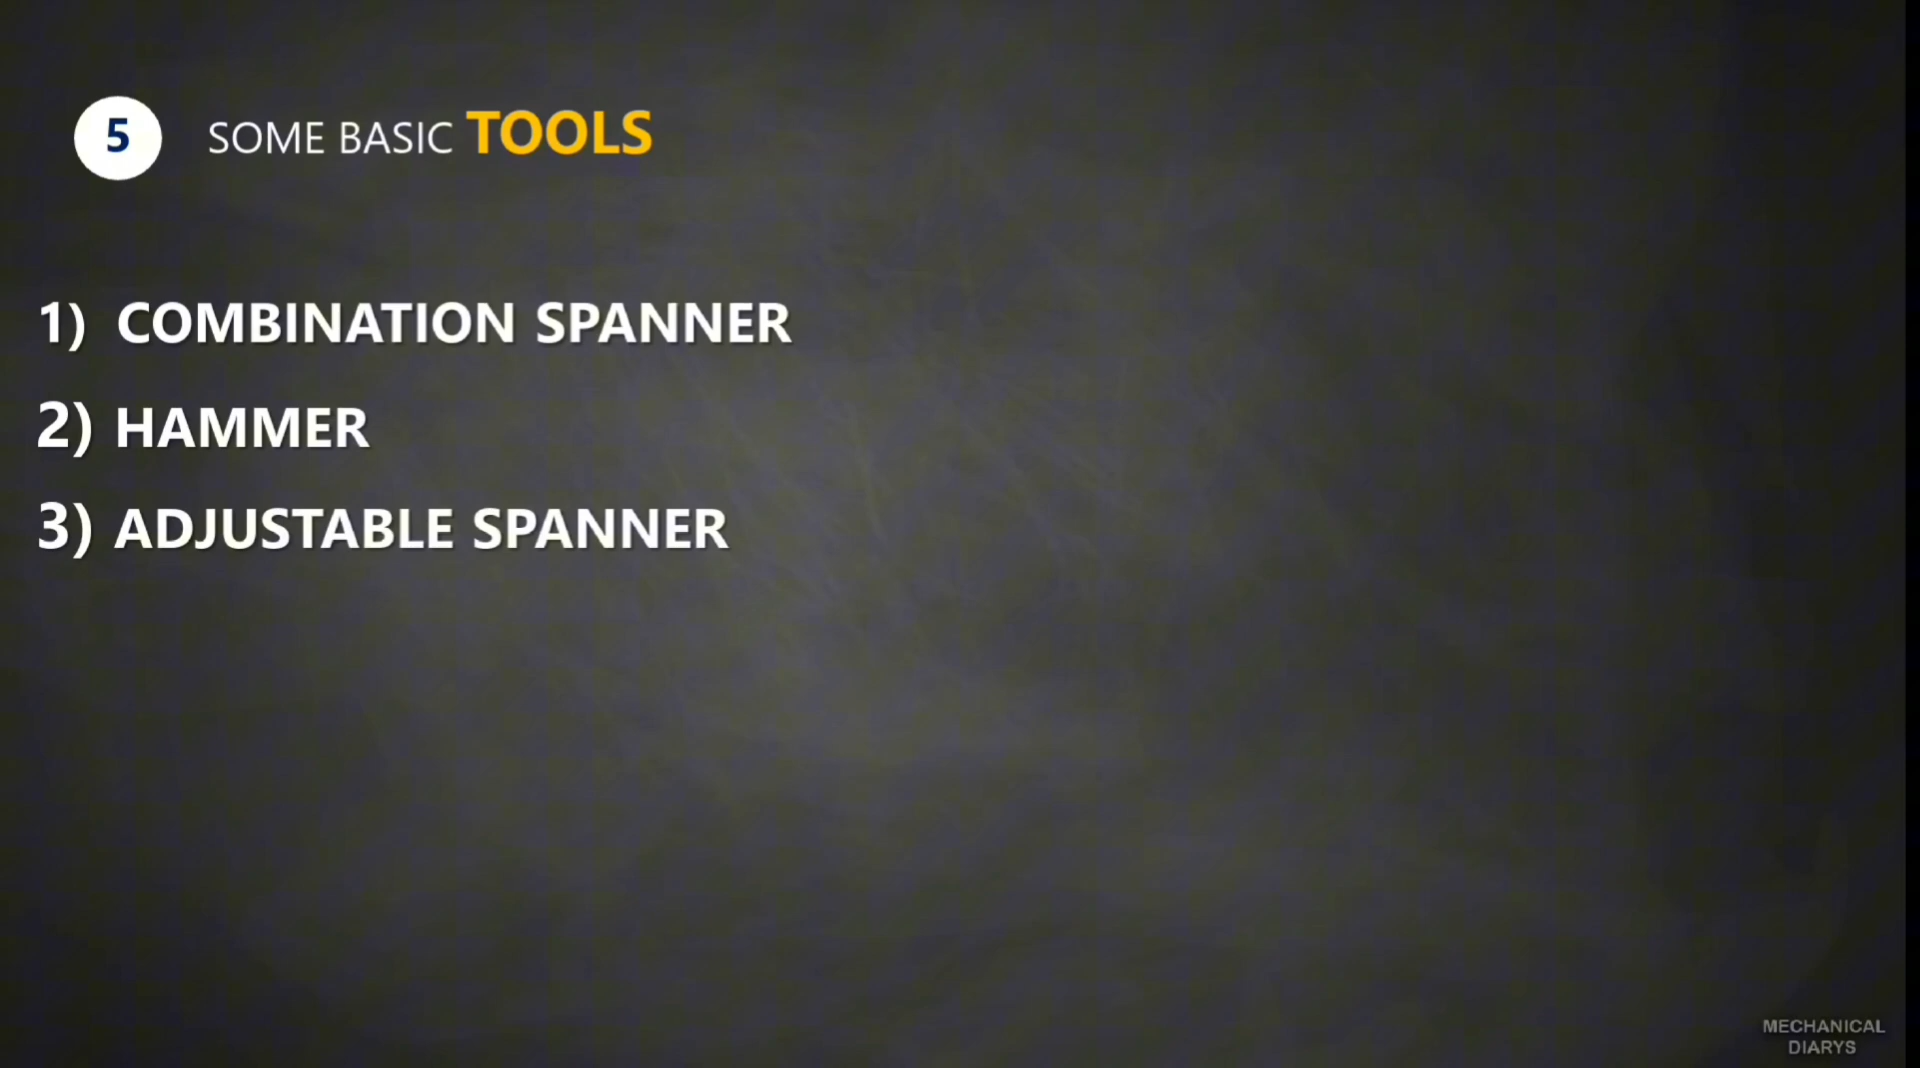 5 SOME BASIC TOOLS
1) COMBINATION SPANNER
2) HAMMER
3) ADJUSTABLE SPANNER
MECHANICAL
DIARYS